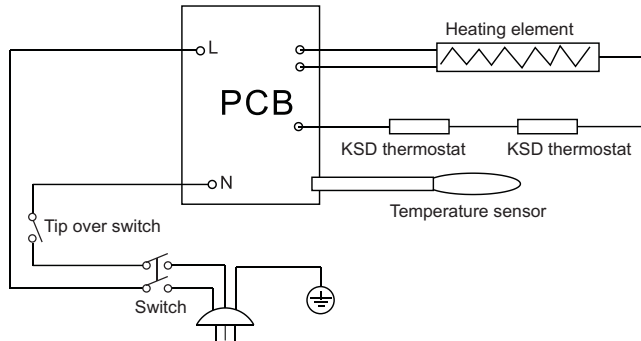 Heating element
L
PCB
KSD thermostat
KSD thermostat
N
Temperature sensor
Tip over switch
Switch